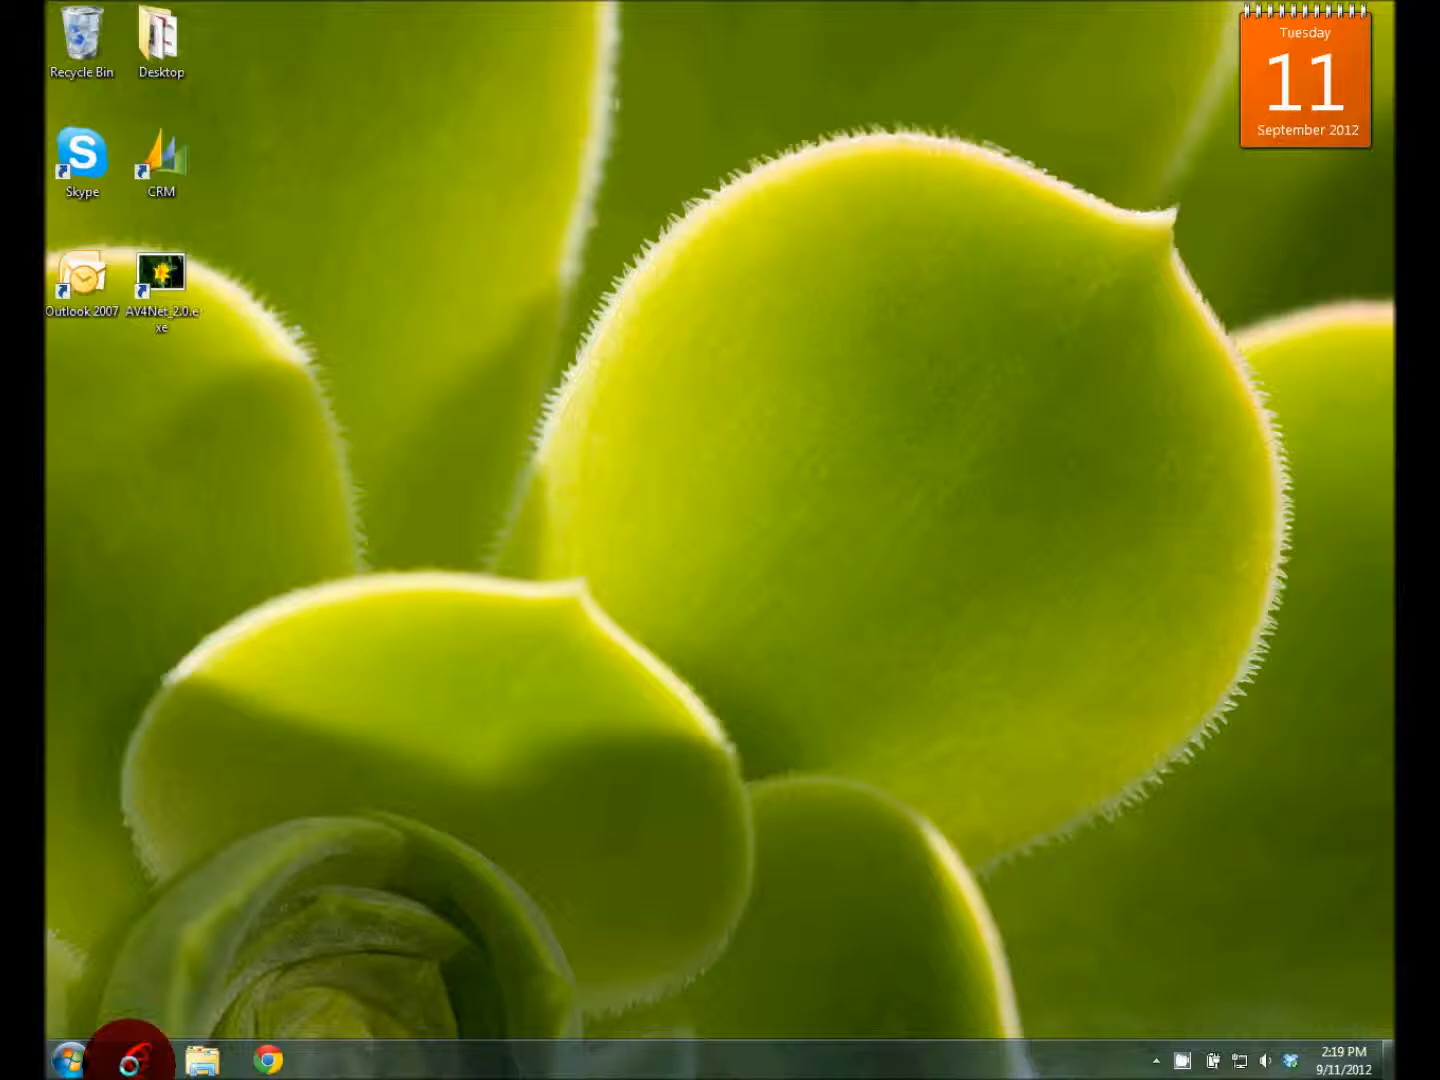 Recycle Bin
Desktop
Tuesday
11
September 2012
S
Skype
CRM
Outlook 2007
AV4Net_2.0.e
xe
2:19 PM
9/11/2012